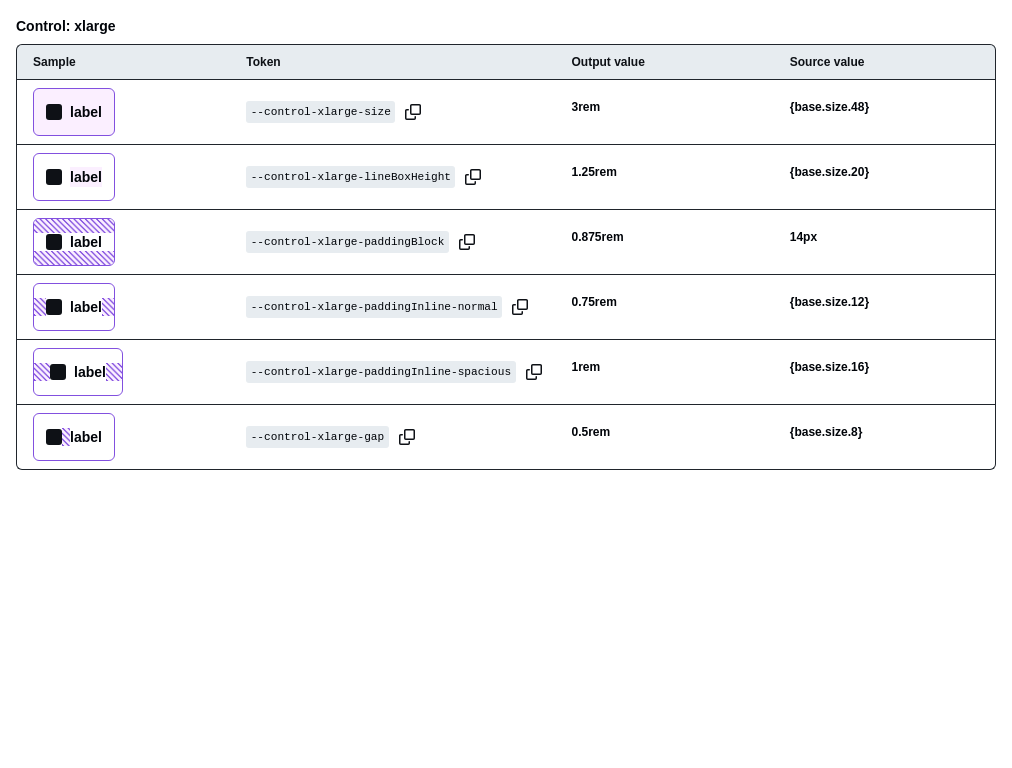 Control: xlarge
Sample Token Output value Source value
label --control-xlarge-size 3rem {base.size.48}
label --control-xlarge-lineBoxHeight 1.25rem {base.size.20}
label --control-xlarge-paddingBlock 0.875rem 14px
label --control-xlarge-paddingInline-normal 0.75rem {base.size.12}
label --control-xlarge-paddingInline-spacious 1rem {base.size.16}
label --control-xlarge-gap 0.5rem {base.size.8}